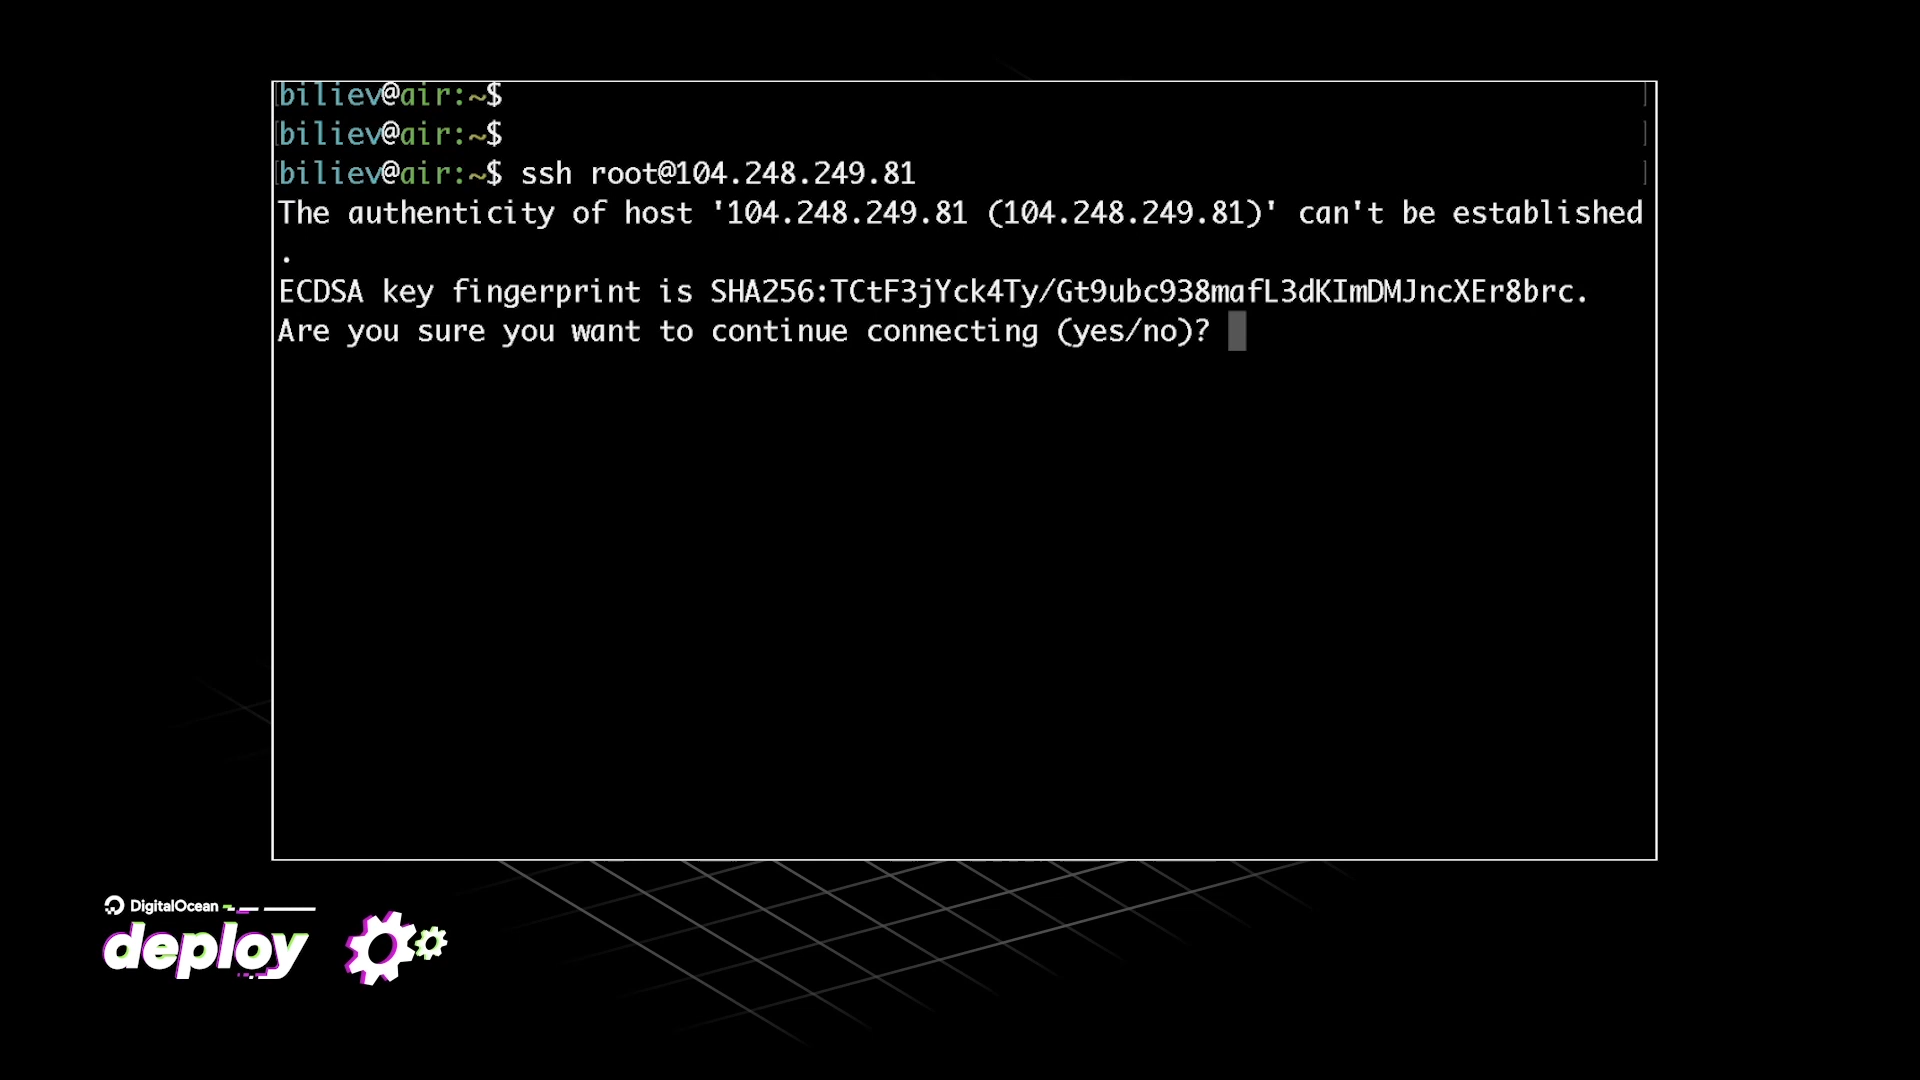 biliev@air:~$
biliev@air:~$
biliev@air:~$ ssh root@104.248.249.81
The authenticity of host '104.248.249.81 (104.248.249.81)' can't be established
.
ECDSA key fingerprint is SHA256:TCtF3jYck4Ty/Gt9ubc938mafL3dKImDMJncXEr8brc.
Are you sure you want to continue connecting (yes/no)?
DigitalOcean
deploy